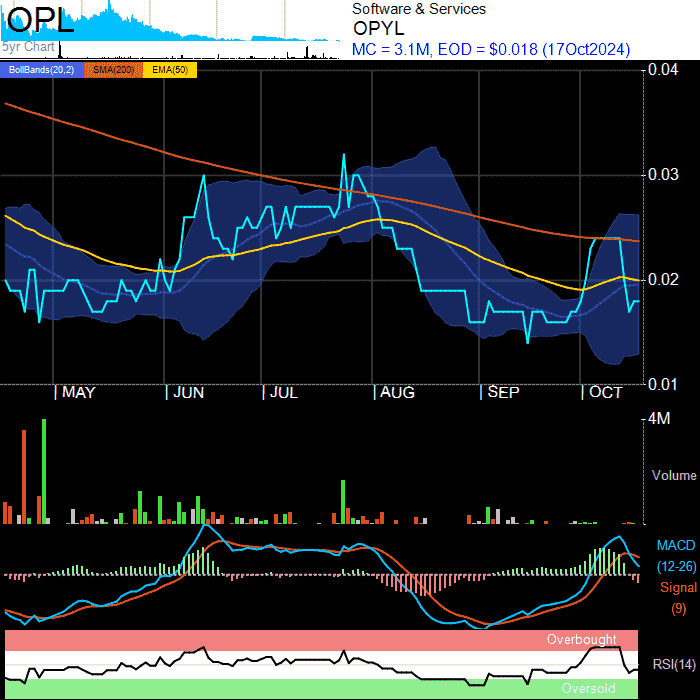 OPL
5yr Chart
Software & Services
OPYL
MC = 3.1M, EOD = $0.018 (17Oct2024)
BollBands(20,2) SMA(200) EMA(50)
0.04
0.03
0.02
0.01
MAY JUN JUL AUG SEP OCT
4M
Volume
MACD
(12-26)
Signal
(9)
Overbought
RSI(14)
Oversold